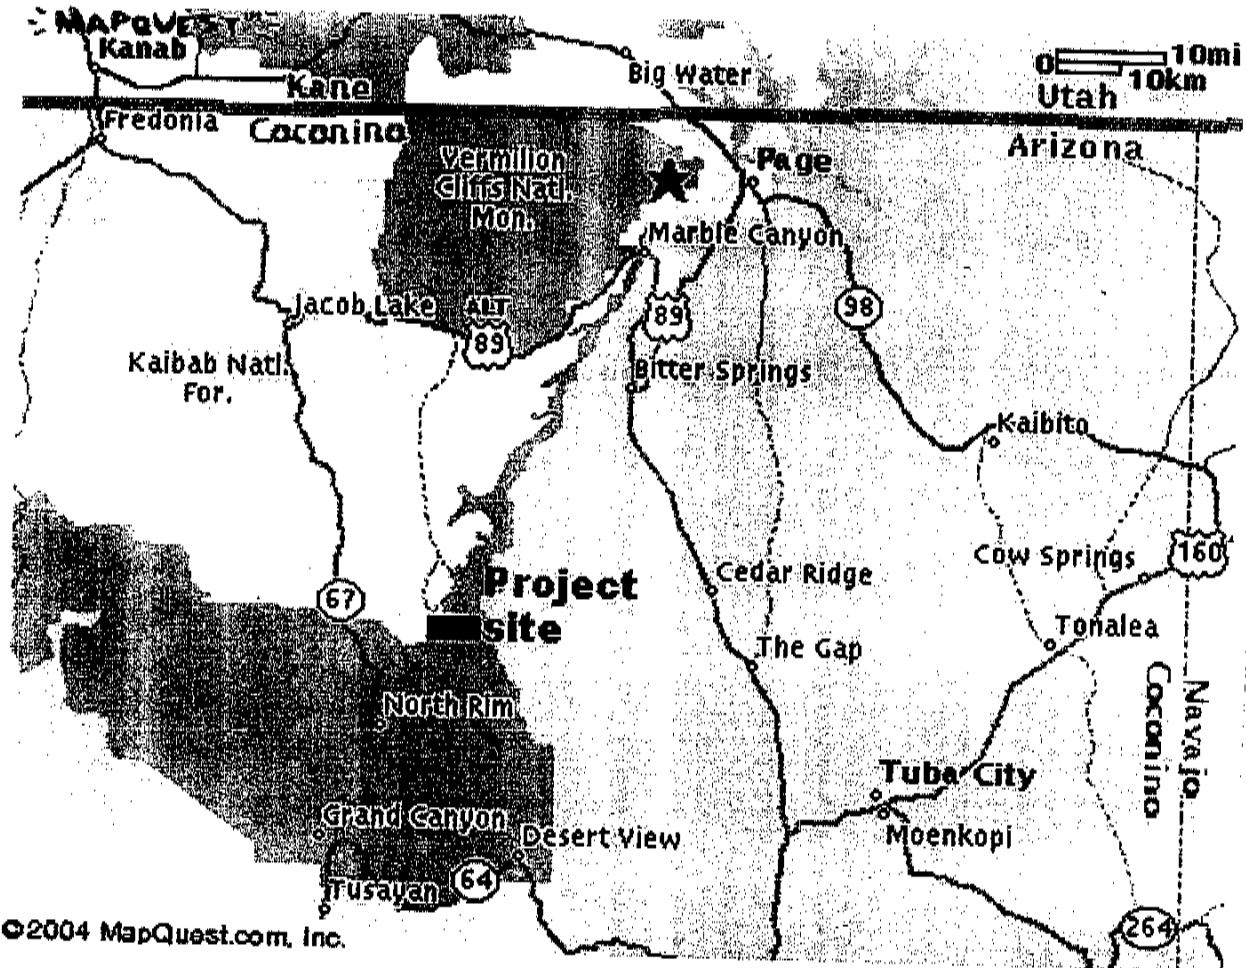 MAPQUEST
Kanab
Big Water
0 10mi
10km
Kane
Utah
Fredonia
Coconino
Arizona
Vermilion
Cliffs Natl.
Mon.
Page
Marble Canyon
Jacob Lake
ALT
89
89
98
Kaibab Natl.
For.
Bitter Springs
Kaibito
Cow Springs
160
Project
site
67
Cedar Ridge
Tonalea
The Gap
North Rim
Coconino
Navajo
Tuba City
Grand Canyon
Desert View
Moenkopi
Tusayan
64
264
©2004 MapQuest.com, Inc.